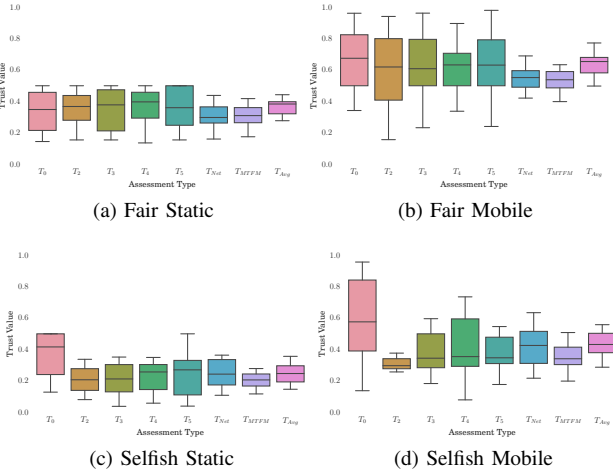 1.0
0.8
0.6
0.4
0.2
0.0
Trust Value
T0 T2 T3 T4 T5 TNet TMTFM TAvg
Assessment Type
(a) Fair Static
1.0
0.8
0.6
0.4
0.2
0.0
Trust Value
T0 T2 T3 T4 T5 TNet TMTFM TAvg
Assessment Type
(b) Fair Mobile
1.0
0.8
0.6
0.4
0.2
0.0
Trust Value
T0 T2 T3 T4 T5 TNet TMTFM TAvg
Assessment Type
(c) Selfish Static
1.0
0.8
0.6
0.4
0.2
0.0
Trust Value
T0 T2 T3 T4 T5 TNet TMTFM TAvg
Assessment Type
(d) Selfish Mobile